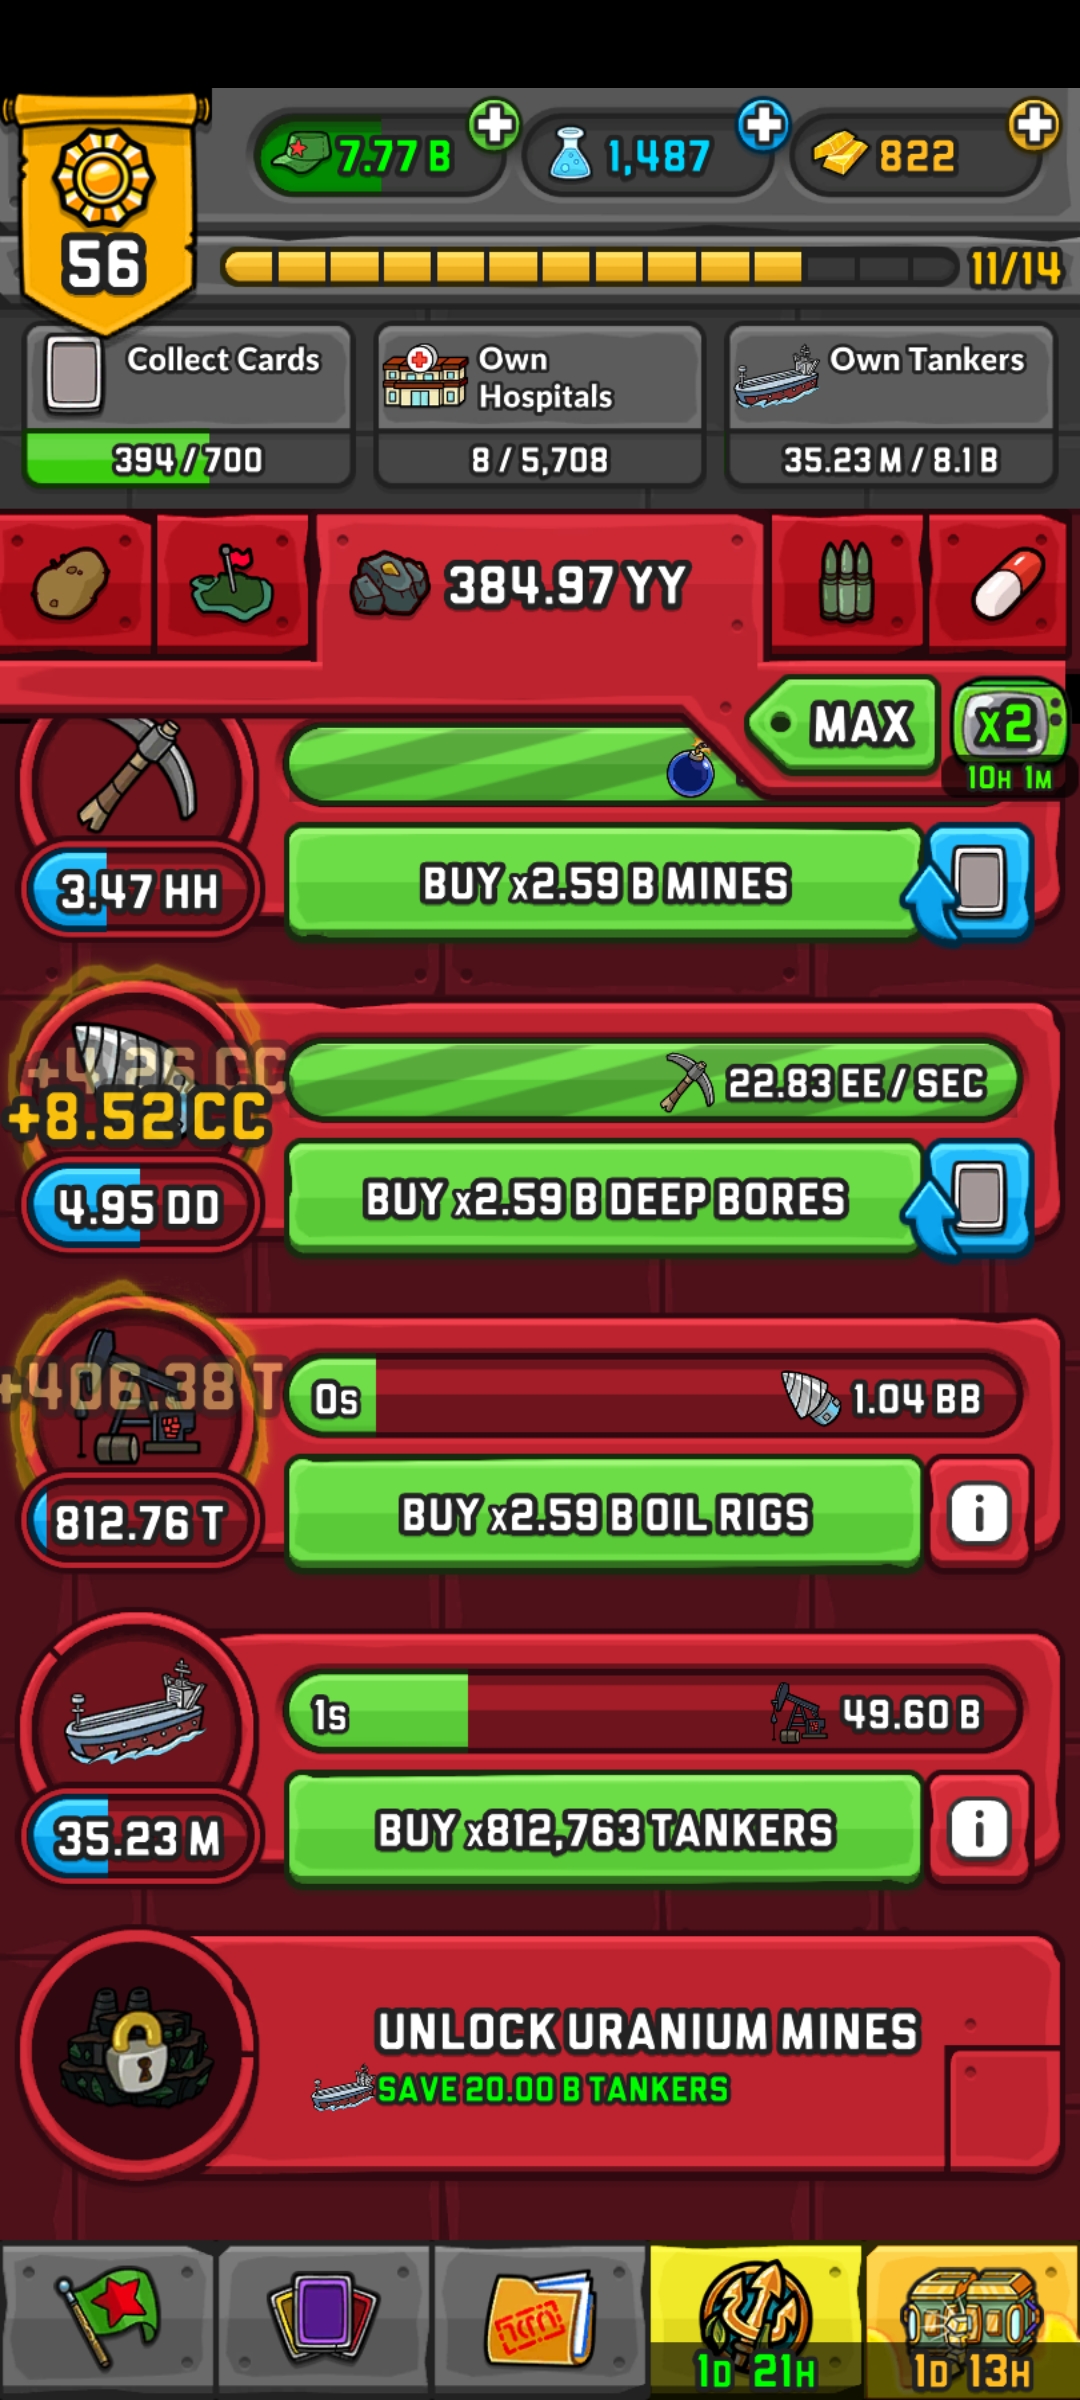 56
7.77 B
1,487
822
11/14
Collect Cards
394 / 700
Own
Hospitals
8 / 5,708
Own Tankers
35.23 M / 8.1 B
384.97 YY
MAX
x2
10H 1M
3.47 HH
BUY x2.59 B MINES
+4.26 CC
+8.52 CC
4.95 DD
22.83 EE / SEC
BUY x2.59 B DEEP BORES
+406.38 T
812.76 T
0s
1.04 BB
BUY x2.59 B OIL RIGS
i
35.23 M
1s
49.60 B
BUY x812,763 TANKERS
i
UNLOCK URANIUM MINES
SAVE 20.00 B TANKERS
1D 21H
1D 13H